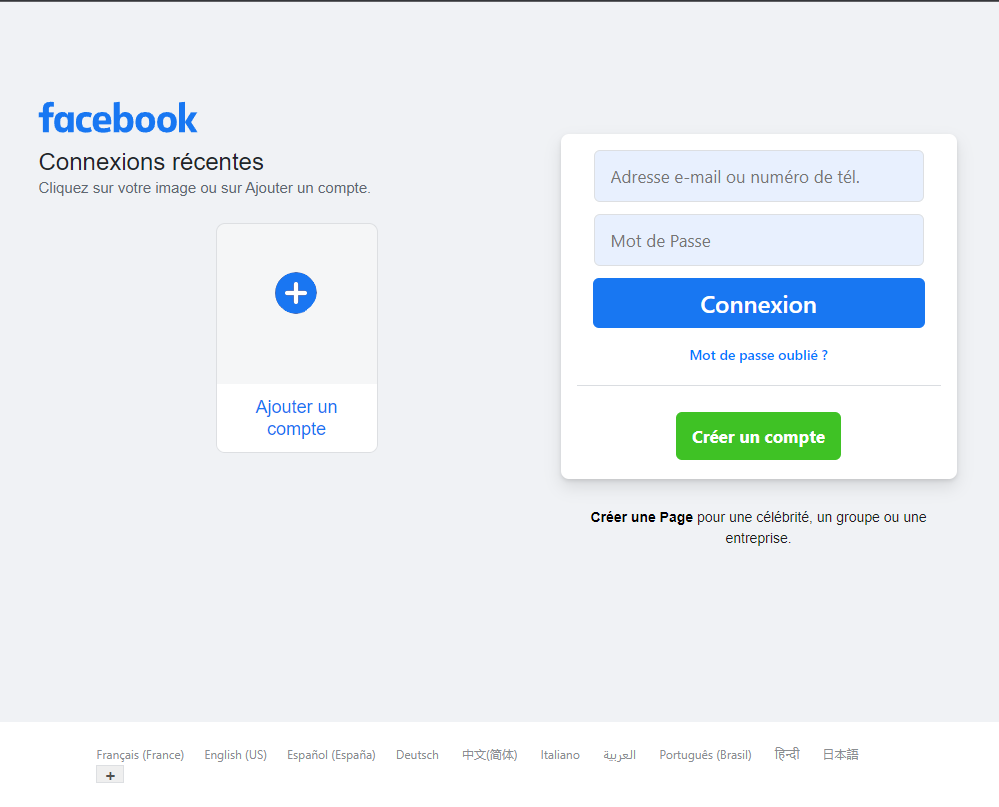 facebook
Connexions récentes
Cliquez sur votre image ou sur Ajouter un compte.
Ajouter un
compte
Adresse e-mail ou numéro de tél.
Mot de Passe
Connexion
Mot de passe oublié ?
Créer un compte
Créer une Page pour une célébrité, un groupe ou une
entreprise.
Français (France) English (US) Español (España) Deutsch 中文(简体) Italiano العربية Português (Brasil) हिन्दी 日本語
+